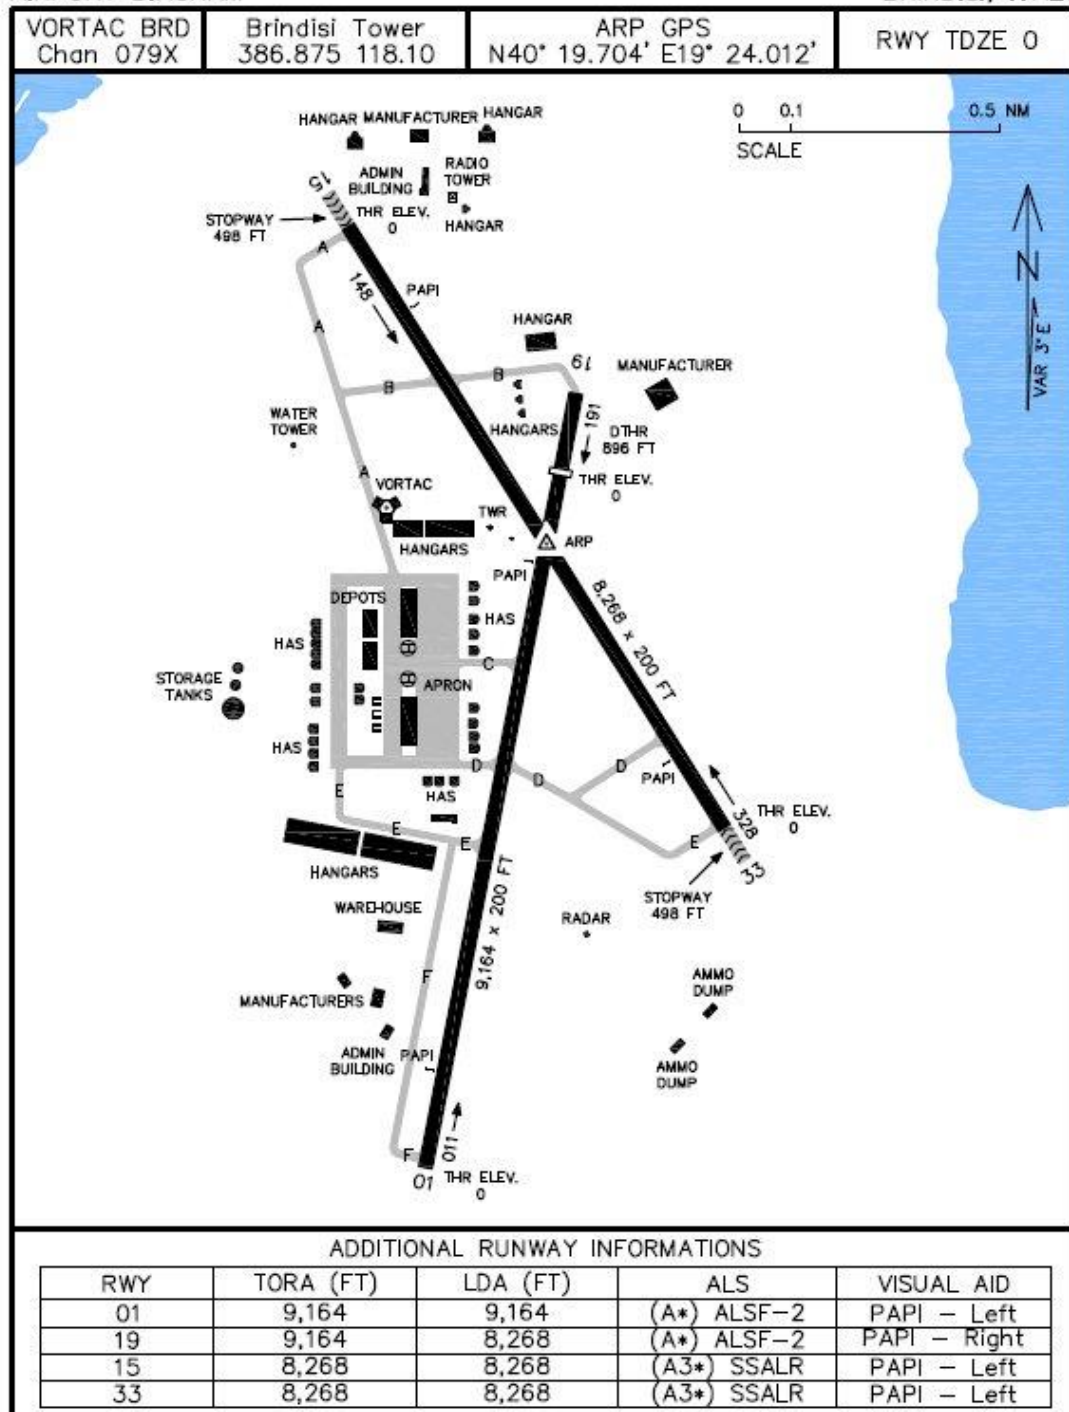 VORTAC BRD
Chan 079X
Brindisi Tower
386.875 118.10
ARP GPS
N40° 19.704' E19° 24.012'
RWY TDZE 0
0 0.1 0.5 NM
SCALE
HANGAR
MANUFACTURER
HANGAR
ADMIN
BUILDING
RADIO
TOWER
HANGAR
15
THR ELEV.
0
STOPWAY
498 FT
A
148
PAPI
A
N
VAR 3° E
HANGAR
19
MANUFACTURER
B
B
HANGARS
191
DTHR
896 FT
THR ELEV.
0
WATER
TOWER
A
VORTAC
HANGARS
TWR
ARP
PAPI
8,268 x 200 FT
DEPOTS
HAS
HAS
H
H
C
APRON
STORAGE
TANKS
HAS
D
D
D
PAPI
E
HAS
328
THR ELEV.
0
E
E
E
33
HANGARS
STOPWAY
498 FT
9,164 x 200 FT
WAREHOUSE
RADAR
F
MANUFACTURERS
AMMO
DUMP
ADMIN
BUILDING
PAPI
AMMO
DUMP
F
011
01
THR ELEV.
0
ADDITIONAL RUNWAY INFORMATIONS
RWY TORA (FT) LDA (FT) ALS VISUAL AID
01 9,164 9,164 (A*) ALSF-2 PAPI - Left
19 9,164 8,268 (A*) ALSF-2 PAPI - Right
15 8,268 8,268 (A3*) SSALR PAPI - Left
33 8,268 8,268 (A3*) SSALR PAPI - Left